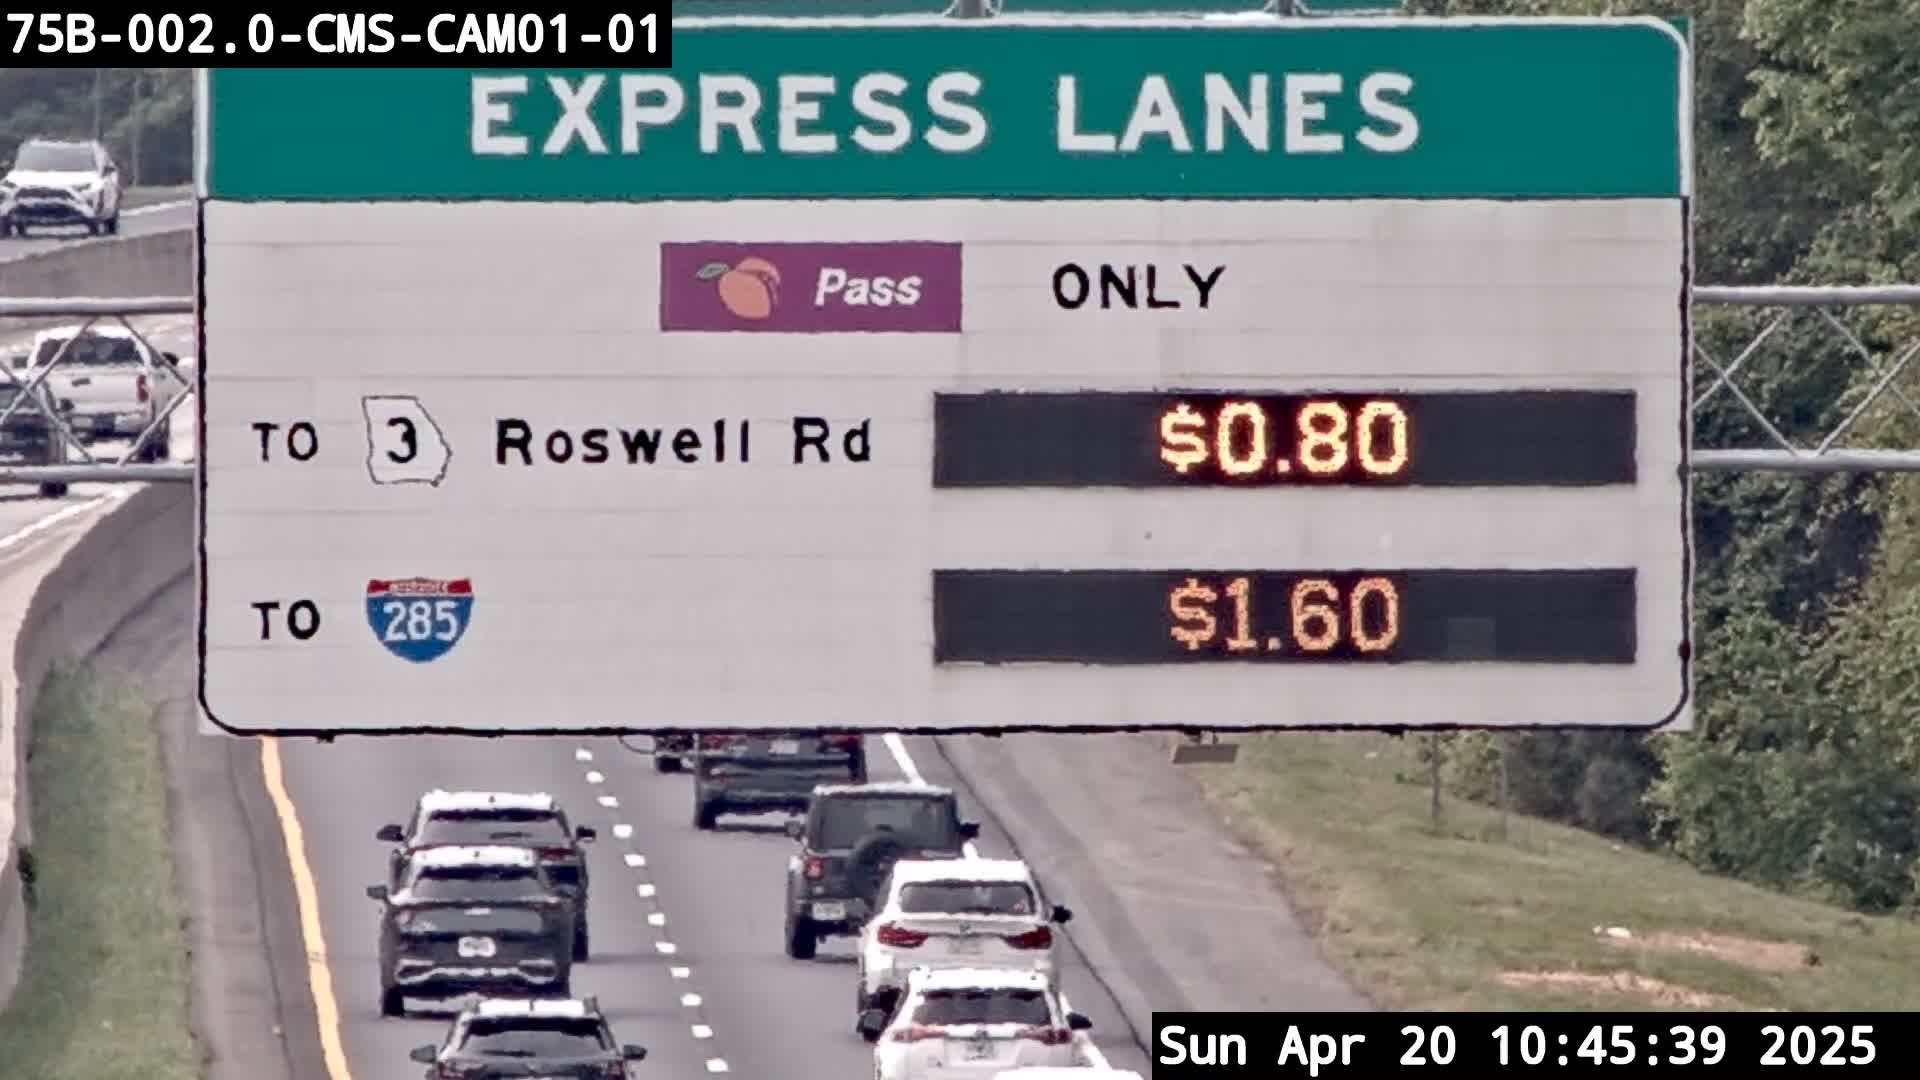 75B-002.0-CMS-CAM01-01
EXPRESS LANES
Pass ONLY
TO 3 Roswell Rd $0.80
TO 285 $1.60
Sun Apr 20 10:45:39 2025